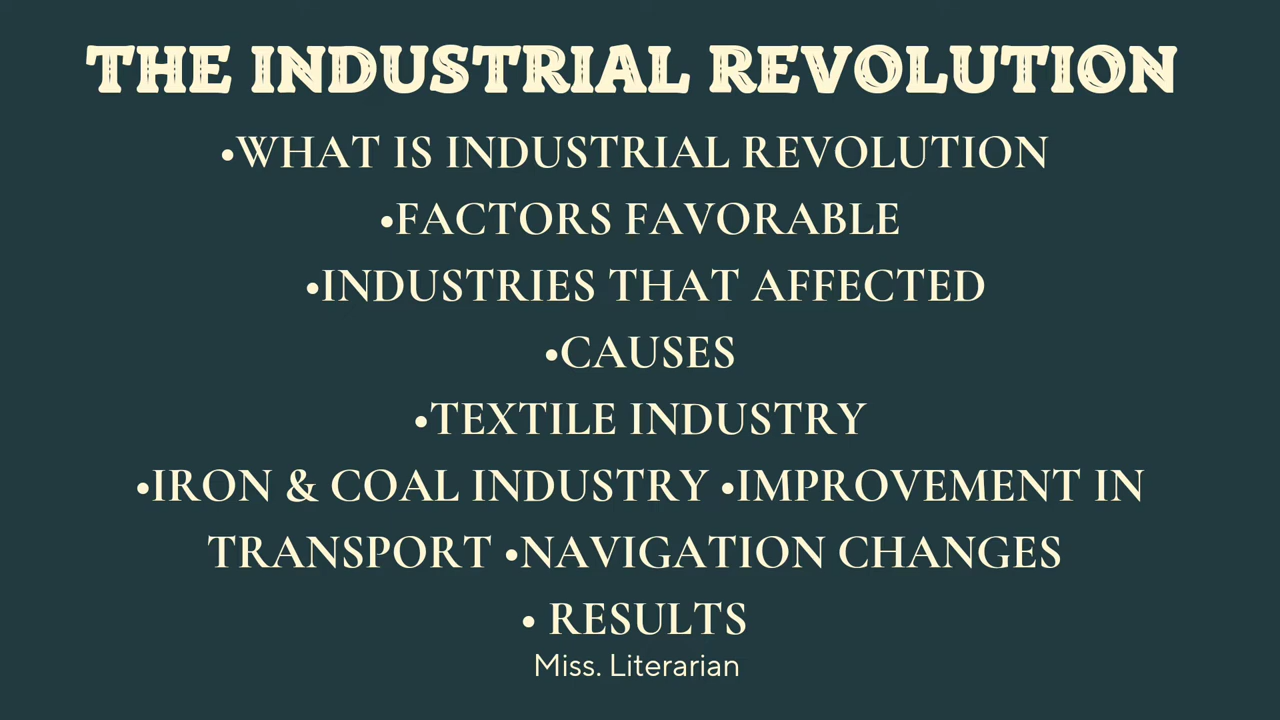 THE INDUSTRIAL REVOLUTION
•WHAT IS INDUSTRIAL REVOLUTION
•FACTORS FAVORABLE
•INDUSTRIES THAT AFFECTED
•CAUSES
•TEXTILE INDUSTRY
•IRON & COAL INDUSTRY •IMPROVEMENT IN
TRANSPORT •NAVIGATION CHANGES
• RESULTS
Miss. Literarian